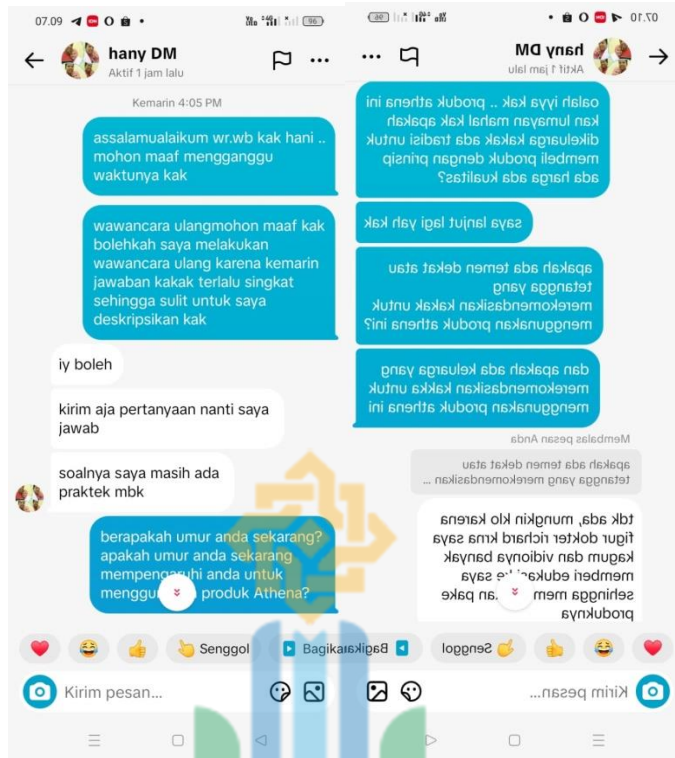 07.09
96
hany DM
Aktif 1 jam lalu
Kemarin 4:05 PM
assalamualaikum wr.wb kak hani ..
mohon maaf mengganggu
waktunya kak
wawancara ulangmohon maaf kak
bolehkah saya melakukan
wawancara ulang karena kemarin
jawaban kakak terlalu singkat
sehingga sulit untuk saya
deskripsikan kak
iy boleh
kirim aja pertanyaan nanti saya
jawab
soalnya saya masih ada
praktek mbk
berapakah umur anda sekarang?
apakah umur anda sekarang
mempengaruhi anda untuk
produk Athena?
Senggol
Kirim pesan...
07.10
hany DM
Aktif 1 jam lalu
oalah iyya kak .. produk athena ini
kan lumayan mahal kak apakah
dikeluarga kakak ada tradisi untuk
membeli produk dengan prinsip
ada harga ada kualitas?
saya lanjut lagi yah kak
apakah ada temen dekat atau
tetangga yang
merekomendasikan kakak untuk
menggunakan produk athena ini?
dan apakah ada keluarga yang
merekomendasikan kakka untuk
menggunakan produk athena ini
Membalas pesan Anda
apakah ada temen dekat atau
tetangga yang merekomendasikan ...
tdk ada, mungkin klo karena
figur dokter richard krna saya
kagum dan vidionya banyak
memberi saya
sehingga pake
produknya
Senggol
Kirim pesan...